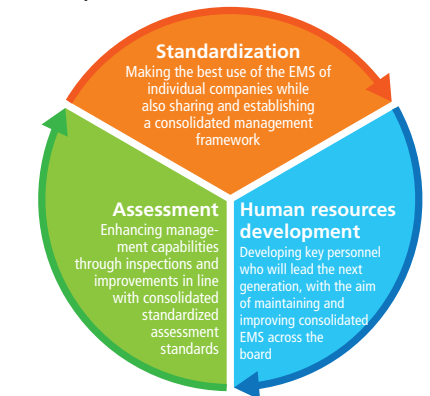 Standardization
Making the best use of the EMS of
individual companies while
also sharing and establishing
a consolidated management
framework
Assessment
Enhancing manage-
ment capabilities
through inspections and
improvements in line
with consolidated
standardized
assessment
standards
Human resources
development
Developing key personnel
who will lead the next
generation, with the aim
of maintaining and
improving consolidated
EMS across the
board